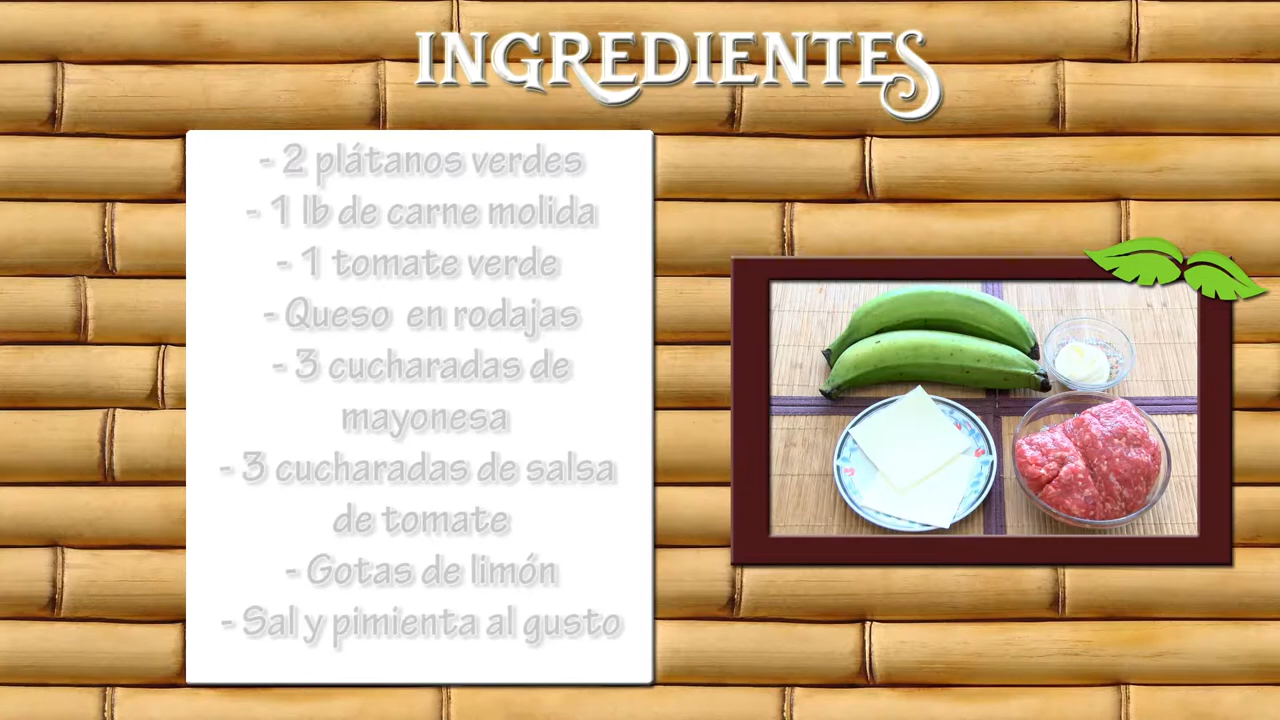 INGREDIENTES
- 2 plátanos verdes
- 1 lb de carne molida
- 1 tomate verde
- Queso en rodajas
- 3 cucharadas de
mayonesa
- 3 cucharadas de salsa
de tomate
- Gotas de limón
- Sal y pimienta al gusto